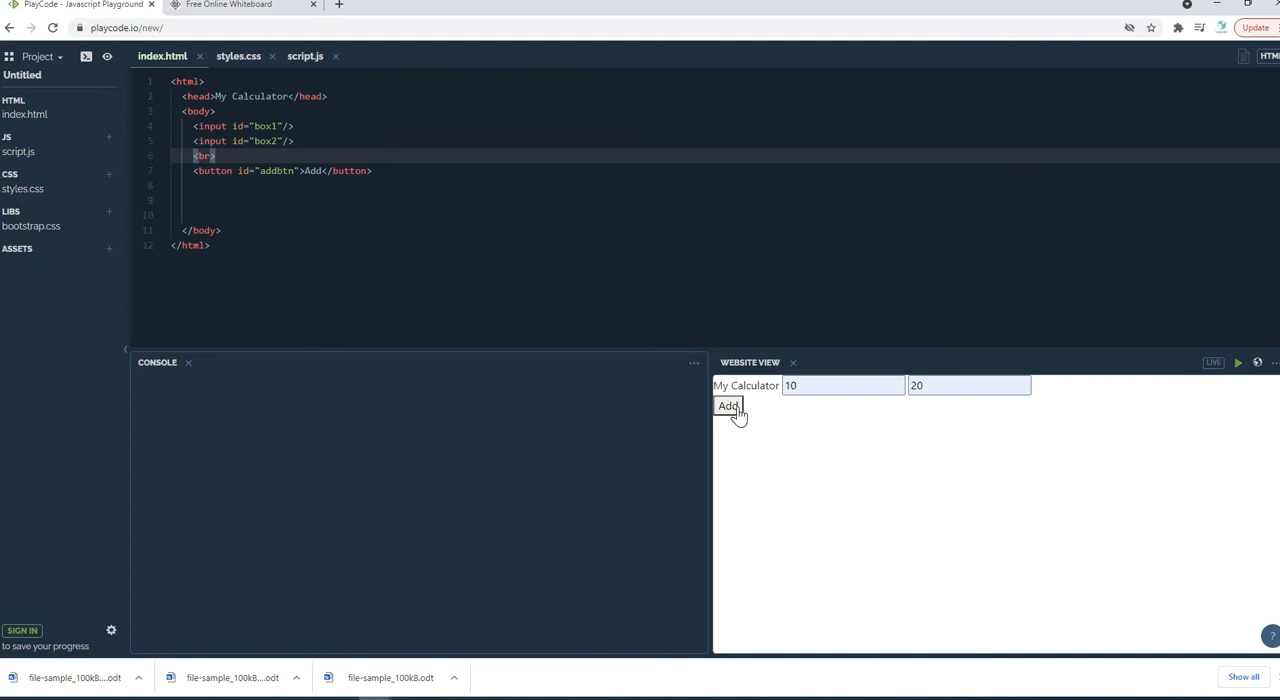 PlayCode - Javascript Playground
Free Online Whiteboard
playcode.io/new/
Update
Project
index.html
styles.css
script.js
HTM
Untitled
HTML
index.html
JS
script.js
CSS
styles.css
LIBS
bootstrap.css
ASSETS
1 <html>
2 <head>My Calculator</head>
3 <body>
4 <input id="box1"/>
5 <input id="box2"/>
6 <br>
7 <button id="addbtn">Add</button>
8
9
10
11 </body>
12 </html>
CONSOLE
WEBSITE VIEW
LIVE
My Calculator 10 20
Add
SIGN IN
to save your progress
?
file-sample_100kB....odt
file-sample_100kB....odt
file-sample_100kB.odt
Show all